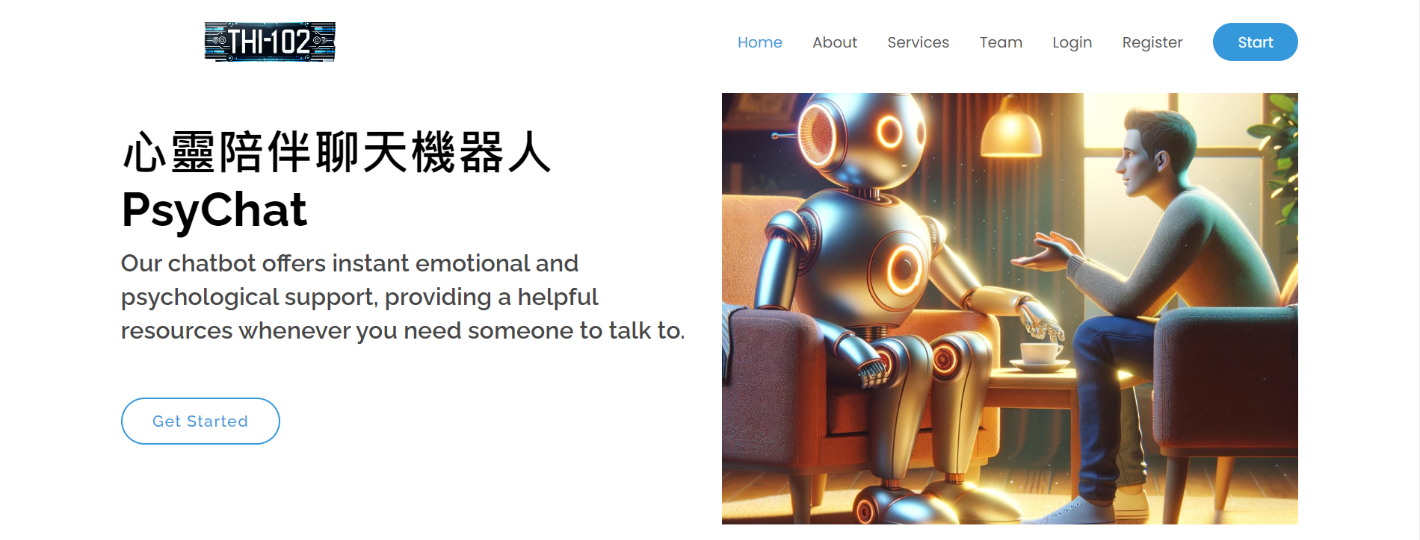 THI-102
Home About Services Team Login Register Start
心靈陪伴聊天機器人
PsyChat
Our chatbot offers instant emotional and
psychological support, providing a helpful
resources whenever you need someone to talk to.
Get Started